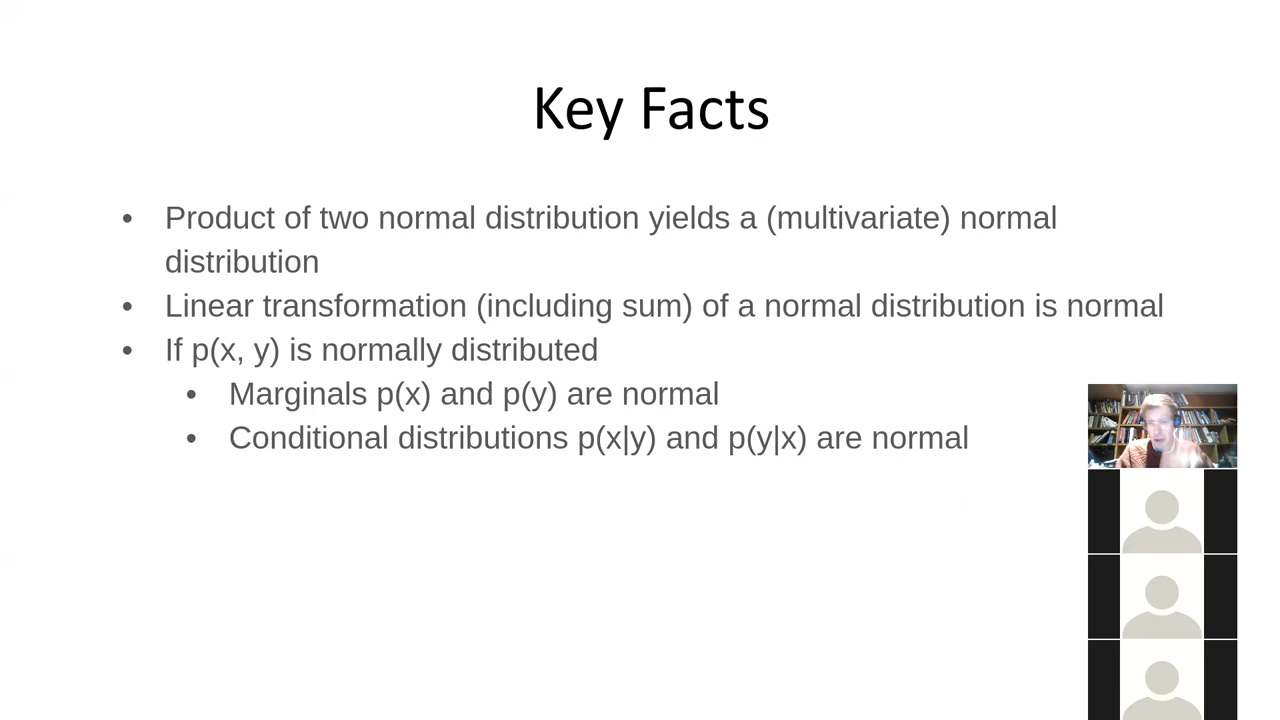 Key Facts
• Product of two normal distribution yields a (multivariate) normal
distribution
• Linear transformation (including sum) of a normal distribution is normal
• If p(x, y) is normally distributed
• Marginals p(x) and p(y) are normal
• Conditional distributions p(x|y) and p(y|x) are normal